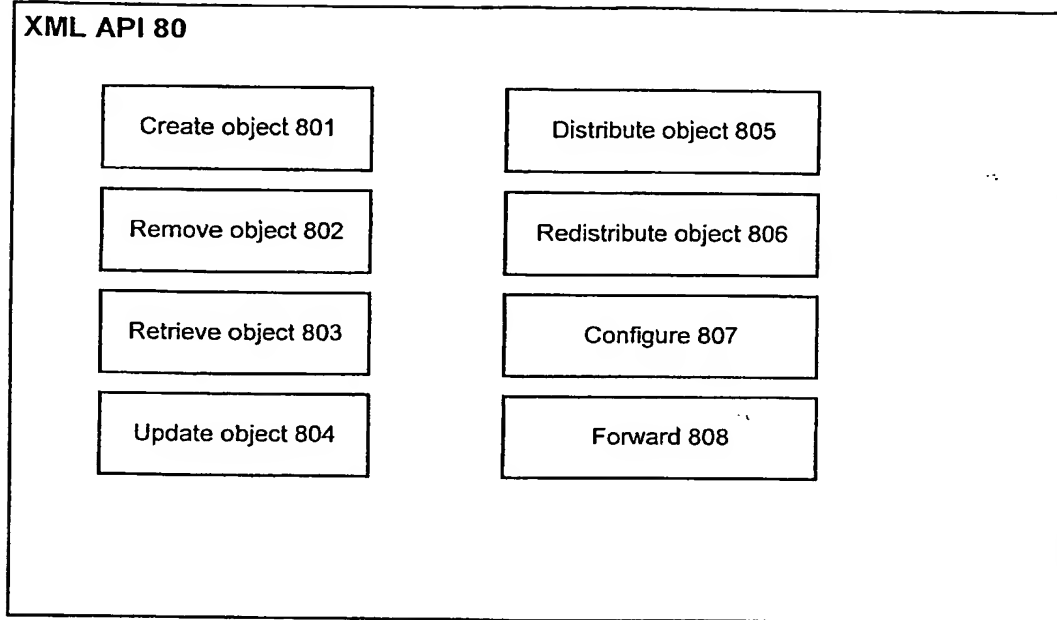 XML API 80
Create object 801
Remove object 802
Retrieve object 803
Update object 804
Distribute object 805
Redistribute object 806
Configure 807
Forward 808